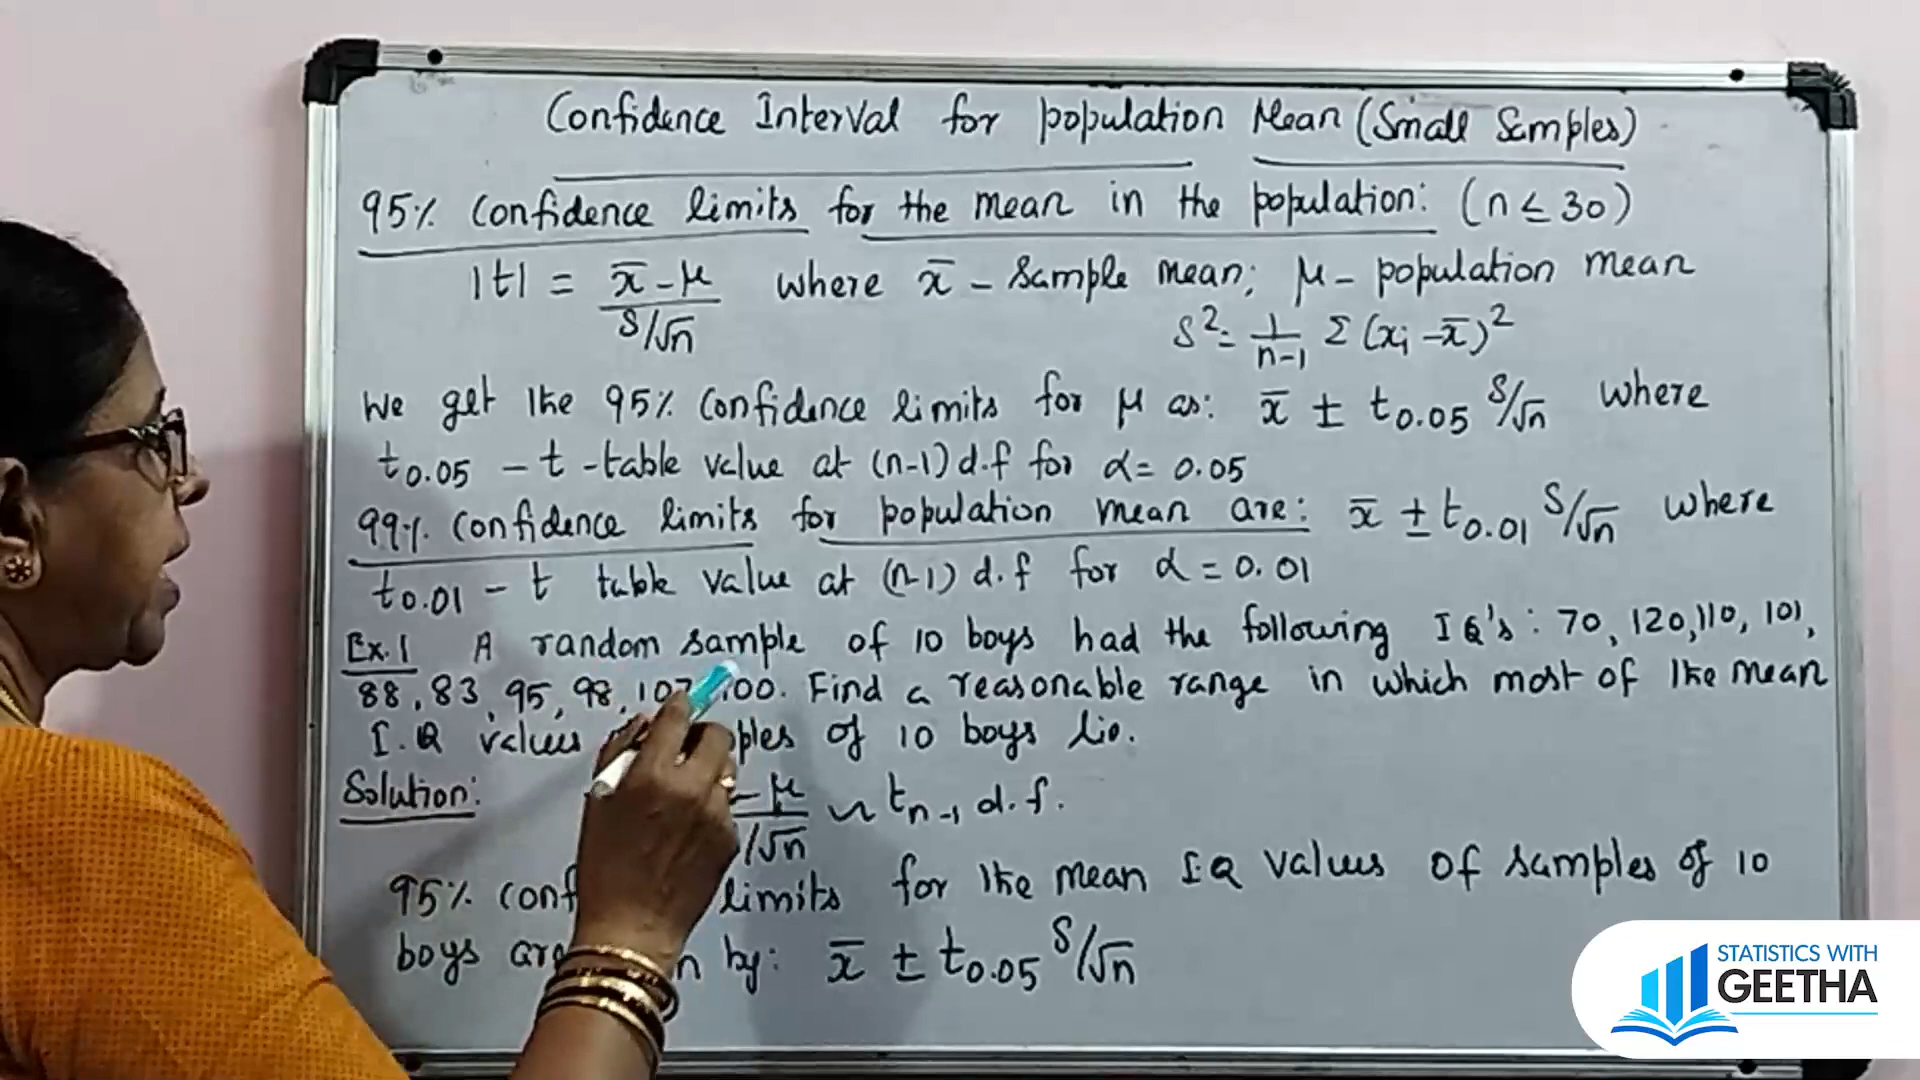 Confidence Interval for population Mean (Small Samples)
95% Confidence limits for the mean in the population: (n ≤ 30)
|t| = x̄ - μ / S/√n where x̄ - Sample mean; μ - population mean
S² = 1/n-1 Σ (xi - x̄)²
We get the 95% Confidence limits for μ as: x̄ ± t0.05 S/√n where
t0.05 - t - table value at (n-1) d.f for α = 0.05
99% Confidence limits for population mean are: x̄ ± t0.01 S/√n where
t0.01 - t table value at (n-1) d.f for α = 0.01
Ex.1 A random sample of 10 boys had the following I Q's: 70, 120, 110, 101,
88, 83, 95, 98, 100. Find a reasonable range in which most of the mean
I.Q values of 10 boys lie.
Solution: - μ /√n ~ tn-1 d.f.
95% limits for the mean I.Q values of samples of 10
boys by: x̄ ± t0.05 S/√n
STATISTICS WITH
GEETHA